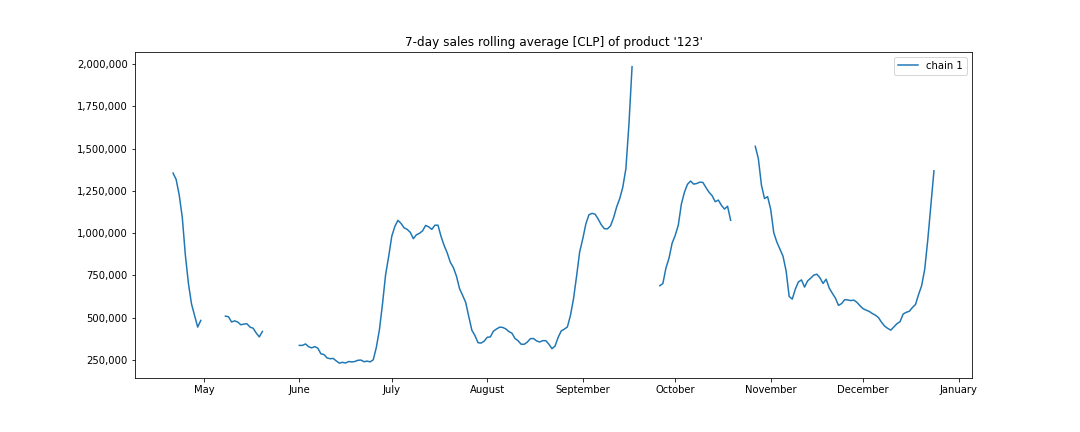 7-day sales rolling average [CLP] of product '123'
chain 1
2,000,000
1,750,000
1,500,000
1,250,000
1,000,000
750,000
500,000
250,000
May June July August September October November December January